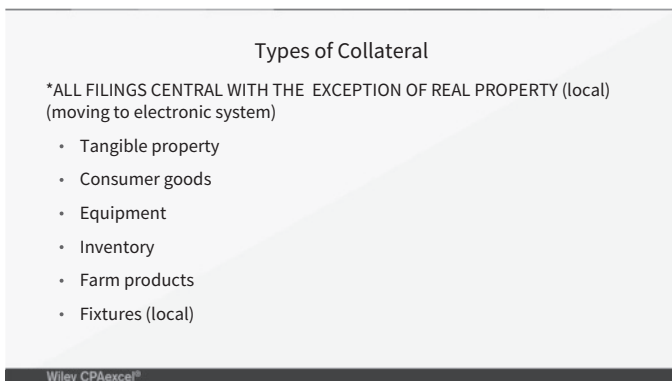 Types of Collateral
*ALL FILINGS CENTRAL WITH THE EXCEPTION OF REAL PROPERTY (local)
(moving to electronic system)
• Tangible property
• Consumer goods
• Equipment
• Inventory
• Farm products
• Fixtures (local)
Wiley CPAexcel®